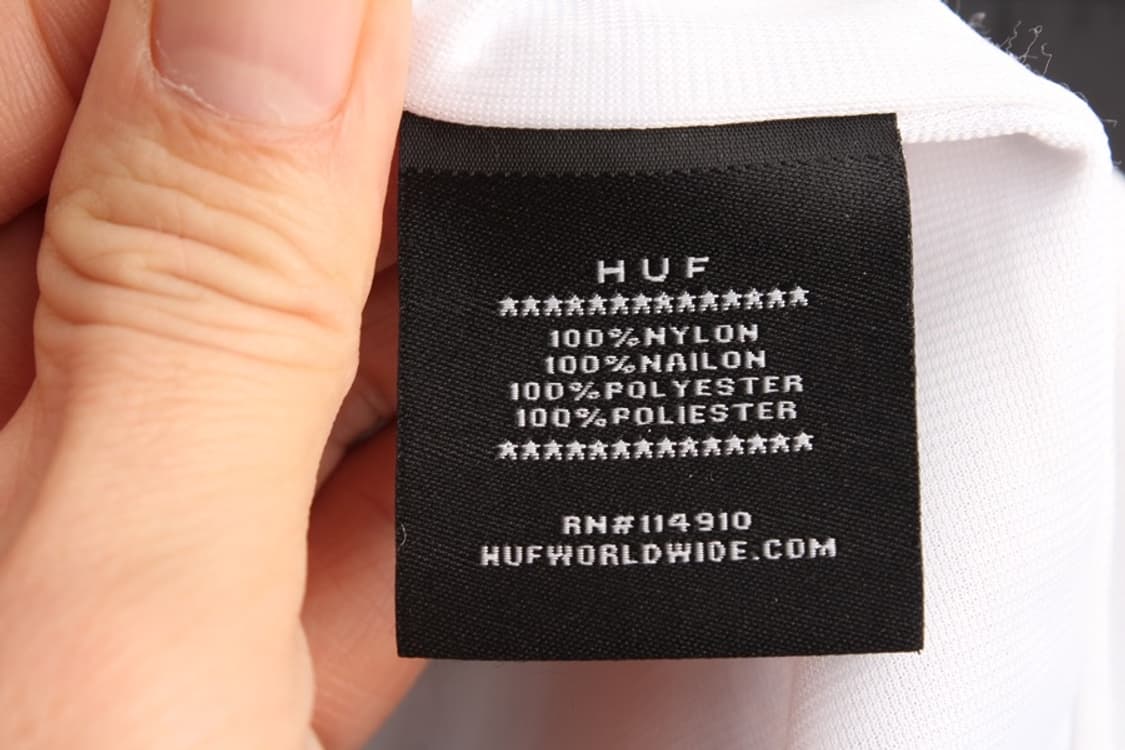 HUF
★★★★★★★★★★★★★★
100%NYLON
100%NAILON
100%POLYESTER
100%POLIESTER
★★★★★★★★★★★★★★
RN#114910
HUFWORLDWIDE.COM